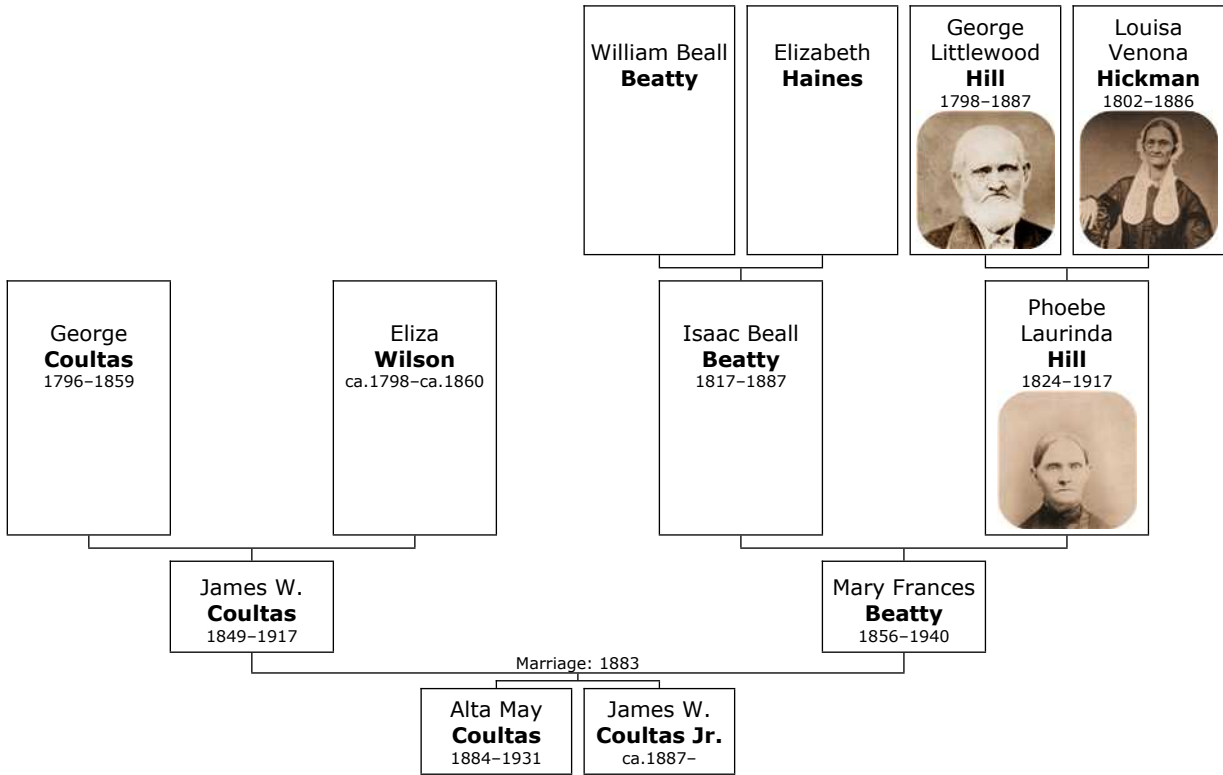 William Beall
Beatty
Elizabeth
Haines
George
Littlewood
Hill
1798–1887
Louisa
Venona
Hickman
1802–1886
George
Coultas
1796–1859
Eliza
Wilson
ca.1798–ca.1860
Isaac Beall
Beatty
1817–1887
Phoebe
Laurinda
Hill
1824–1917
James W.
Coultas
1849–1917
Mary Frances
Beatty
1856–1940
Marriage: 1883
Alta May
Coultas
1884–1931
James W.
Coultas Jr.
ca.1887–